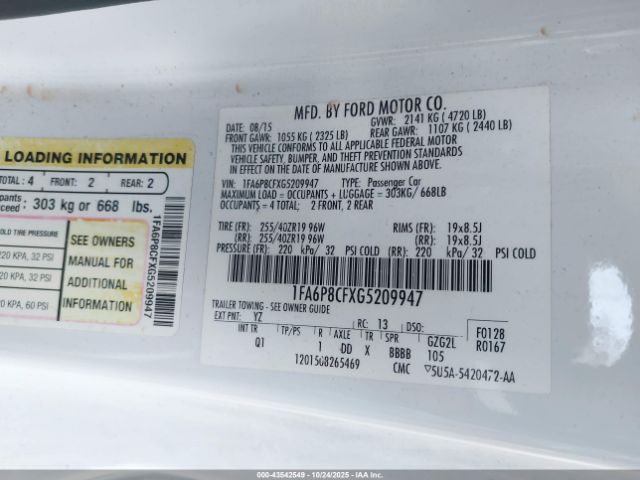 LOADING INFORMATION
TOTAL: 4 FRONT: 2 REAR: 2
303 kg or 668 lbs.
COLD TIRE PRESSURE
220 KPA, 32 PSI
220 KPA, 32 PSI
420 KPA, 60 PSI
SEE OWNERS
MANUAL FOR
ADDITIONAL
INFORMATION
1FA6P8CFXG5209947
MFD. BY FORD MOTOR CO.
DATE: 08/15 GVWR: 2141 KG ( 4720 LB)
FRONT GAWR: 1055 KG ( 2325 LB) REAR GAWR: 1107 KG ( 2440 LB)
THIS VEHICLE CONFORMS TO ALL APPLICABLE FEDERAL MOTOR
VEHICLE SAFETY, BUMPER, AND THEFT PREVENTION STANDARDS
IN EFFECT ON THE DATE OF MANUFACTURE SHOWN ABOVE.
VIN: 1FA6P8CFXG5209947 TYPE: Passenger Car
MAXIMUM LOAD = OCCUPANTS + LUGGAGE = 303KG/ 668LB
OCCUPANTS = 4 TOTAL; 2 FRONT, 2 REAR
TIRE (FR): 255/40ZR19 96W RIMS (FR): 19x8.5J
(RR): 255/40ZR19 96W (RR): 19x8.5J
PRESSURE (FR): 220 kPa/ 32 PSI COLD (RR): 220 kPa/ 32 PSI COLD
1FA6P8CFXG5209947
TRAILER TOWING - SEE OWNER GUIDE
EXT PNT: YZ RC: 13 DSO: F0128
INT TR TP/PS R AXLE TR SPR GZG2L R0167
Q1 1 DD X BBBB 105
1201508265469 CMC ▽5U5A-5420472-AA
000-43542549 • 10/24/2025 • IAAI.COM